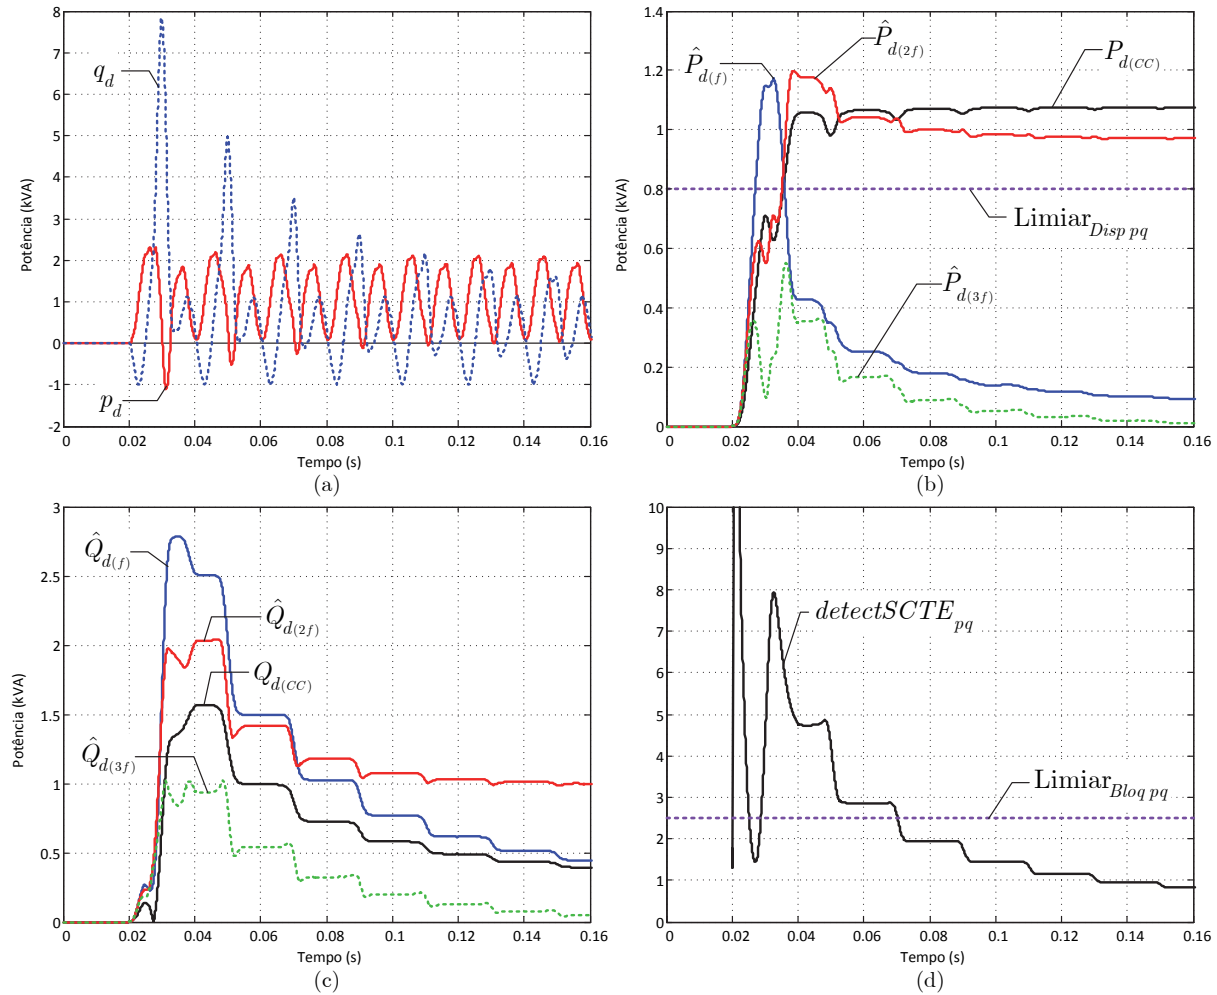 8
7
6
5
4
3
2
1
0
-1
-2
Potência (kVA)
q_d
p_d
0 0.02 0.04 0.06 0.08 0.1 0.12 0.14 0.16
Tempo (s)
(a)
1.4
1.2
1.0
0.8
0.6
0.4
0.2
0
Potência (kVA)
P̂_d(f)
P̂_d(2f)
P_d(CC)
Limiar_Disp pq
P̂_d(3f)
0 0.02 0.04 0.06 0.08 0.1 0.12 0.14 0.16
Tempo (s)
(b)
3
2.5
2
1.5
1
0.5
0
Potência (kVA)
Q̂_d(f)
Q̂_d(2f)
Q_d(CC)
Q̂_d(3f)
0 0.02 0.04 0.06 0.08 0.1 0.12 0.14 0.16
Tempo (s)
(c)
10
9
8
7
6
5
4
3
2
1
0
detectSCTE_pq
Limiar_Bloq pq
0 0.02 0.04 0.06 0.08 0.1 0.12 0.14 0.16
Tempo (s)
(d)